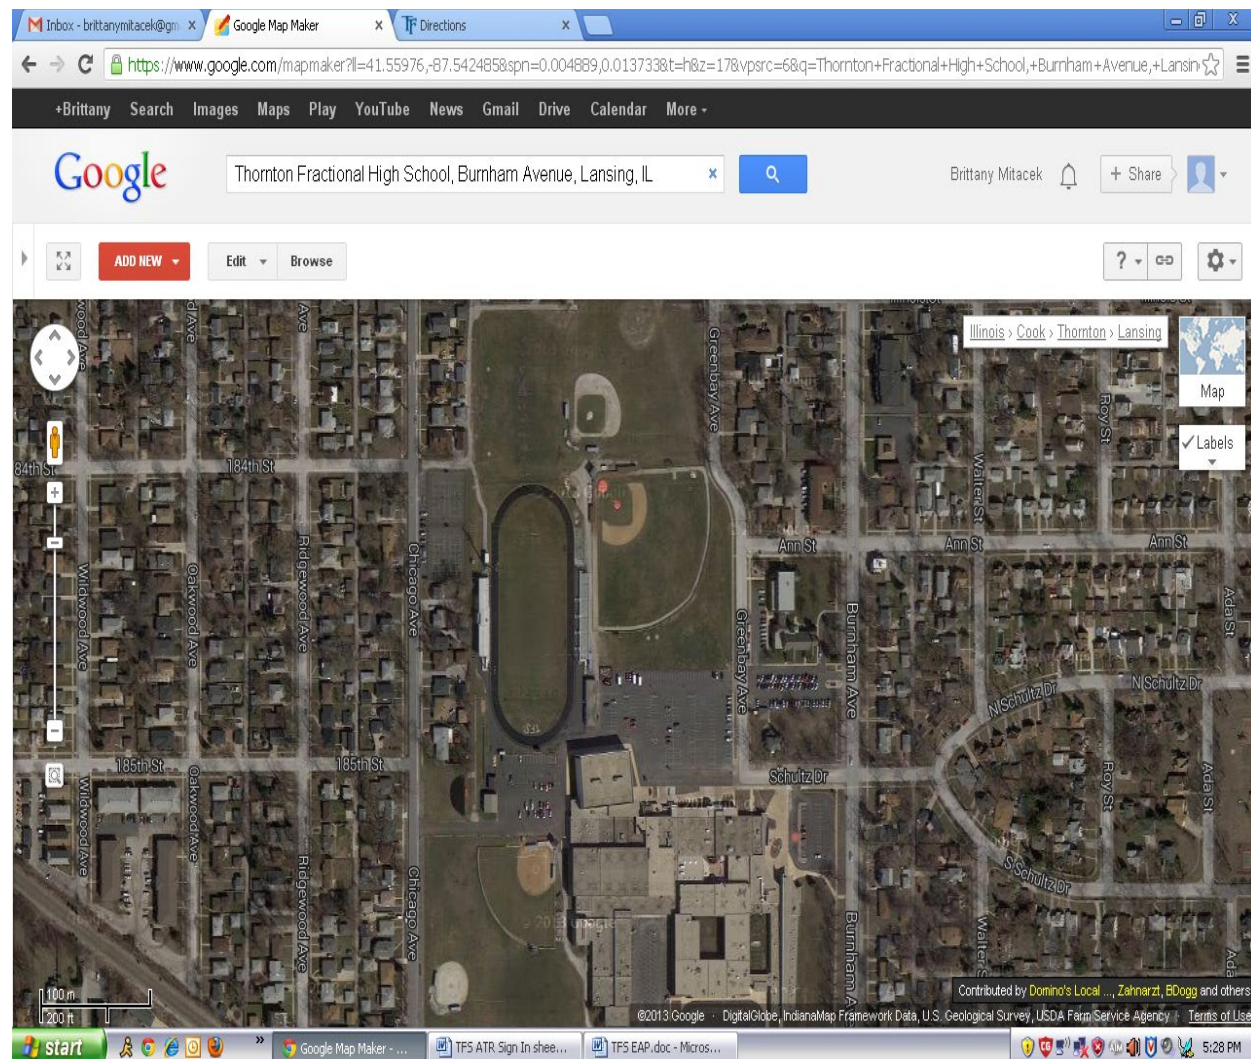 Inbox - brittanymitacek@gm
Google Map Maker
Directions
https://www.google.com/mapmaker?ll=41.55976,-87.542485&spn=0.004889,0.013733&t=h&z=17&vpsrc=6&q=Thornton+Fractional+High+School,+Burnham+Avenue,+Lansin
+Brittany Search Images Maps Play YouTube News Gmail Drive Calendar More
Google
Thornton Fractional High School, Burnham Avenue, Lansing, IL
Brittany Mitacek
+ Share
ADD NEW
Edit
Browse
?
Illinois › Cook › Thornton › Lansing
Map
Labels
wood Ave
d Ave
Ave
Greenbay Ave
Roy St
84th St
184th St
Walter St
Ann St
Ann St
Ann St
Wildwood Ave
Oakwood Ave
Ridgewood Ave
Chicago Ave
Greenbay Ave
Burnham Ave
Ada St
N Schultz Dr
N Schultz Dr
185th St
185th St
Schultz Dr
Wildwood Ave
Oakwood Ave
Roy St
Ada St
S Schultz Dr
Ridgewood Ave
Chicago Ave
Burnham A
Walter S
Ada
© 2013 Google
100 m
200 ft
Contributed by Domino's Local ..., Zahnarzt, BDogg and others
©2013 Google - DigitalGlobe, IndianaMap Framework Data, U.S. Geological Survey, USDA Farm Service Agency - Terms of Use
start
»
Google Map Maker - ...
TFS ATR Sign In shee...
TFS EAP.doc - Micros...
5:28 PM